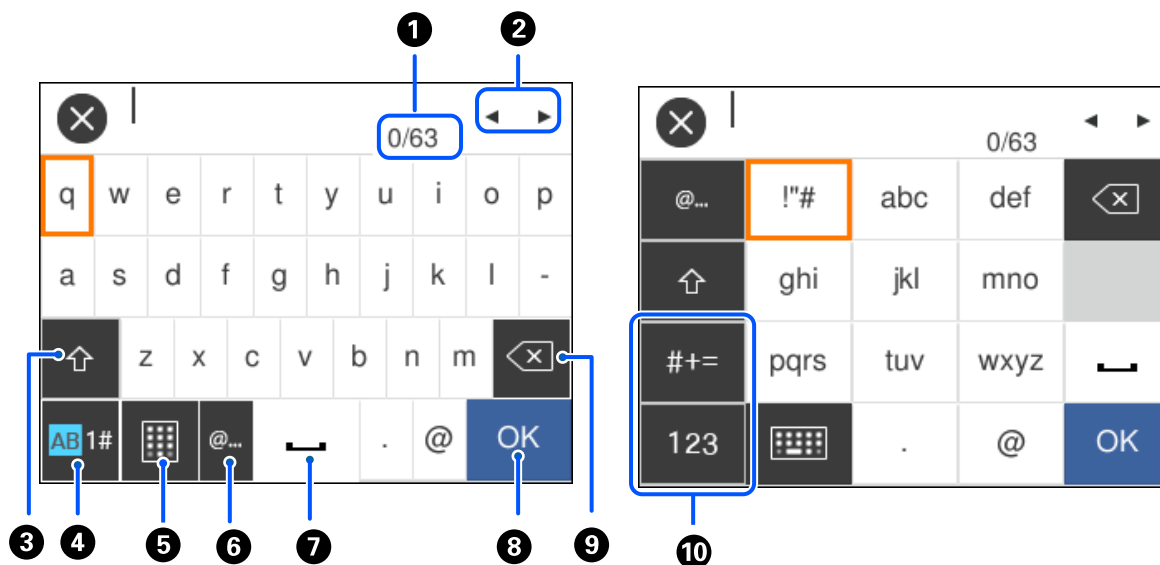 1 2
0/63
q w e r t y u i o p
a s d f g h j k l -
z x c v b n m
AB 1# @... . @ OK
3 4 5 6 7 8 9
0/63
@... !"# abc def
ghi jkl mno
#+= pqrs tuv wxyz
123 . @ OK
10